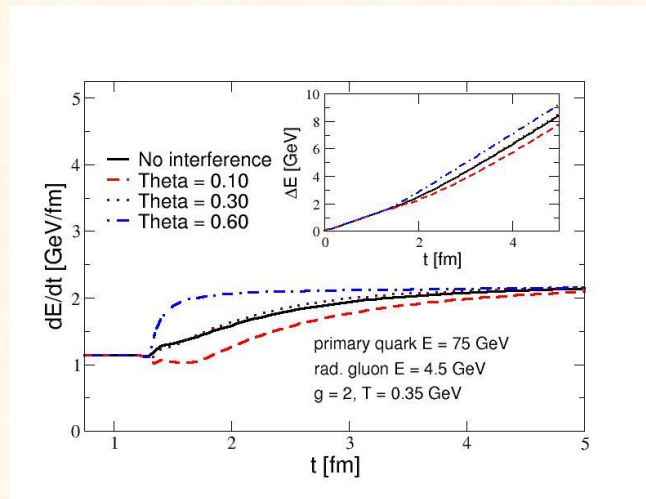 10
8
6
4
2
0
ΔE [GeV]
0 2 4
t [fm]
No interference
Theta = 0.10
Theta = 0.30
Theta = 0.60
5
4
3
2
1
0
dE/dt [GeV/fm]
primary quark E = 75 GeV
rad. gluon E = 4.5 GeV
g = 2, T = 0.35 GeV
1 2 3 4 5
t [fm]